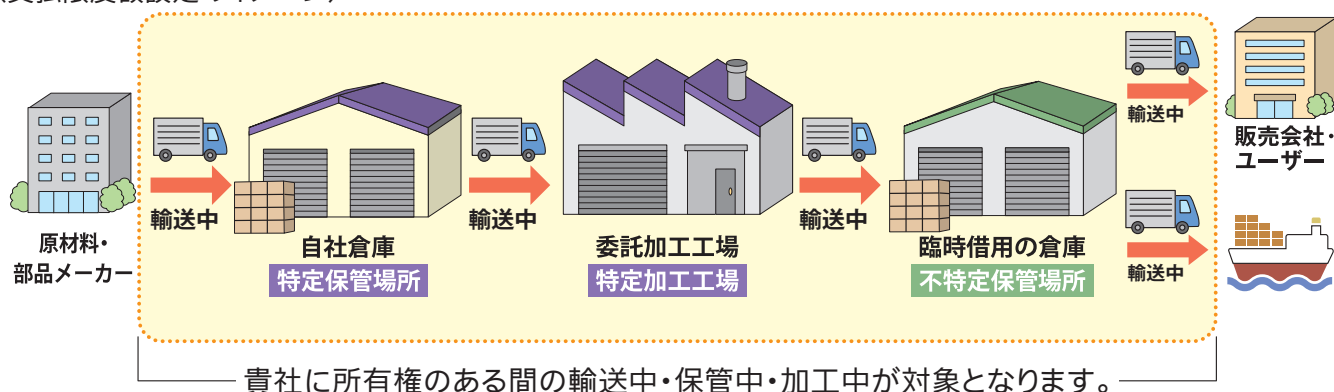 輸送中
販売会社・
ユーザー
輸送中
輸送中
輸送中
原材料・
部品メーカー
自社倉庫
特定保管場所
委託加工工場
特定加工工場
臨時借用の倉庫
不特定保管場所
輸送中
貴社に所有権のある間の輸送中・保管中・加工中が対象となります。